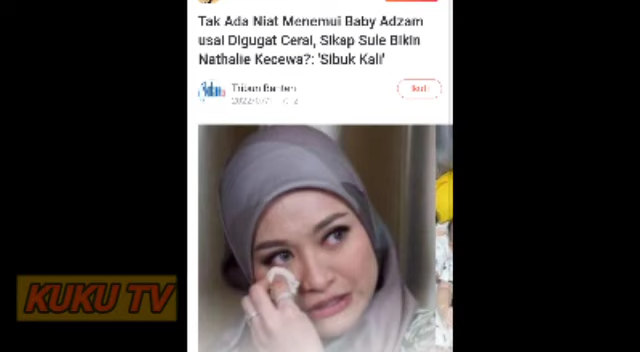 Tak Ada Niat Menemui Baby Adzam
usai Digugat Cerai, Sikap Sule Bikin
Nathalie Kecewa?: 'Sibuk Kali'
Tribun Banten
KUKU TV